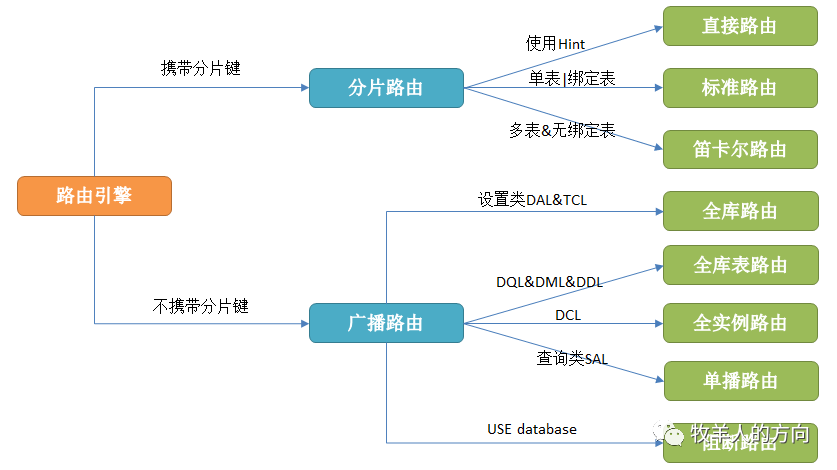 使用Hint
直接路由
携带分片键
分片路由
单表|绑定表
标准路由
多表&无绑定表
笛卡尔路由
路由引擎
设置类DAL&TCL
全库路由
DQL&DML&DDL
全库表路由
不携带分片键
广播路由
DCL
全实例路由
查询类SAL
单播路由
USE database
阻断路由
牧羊人的方向